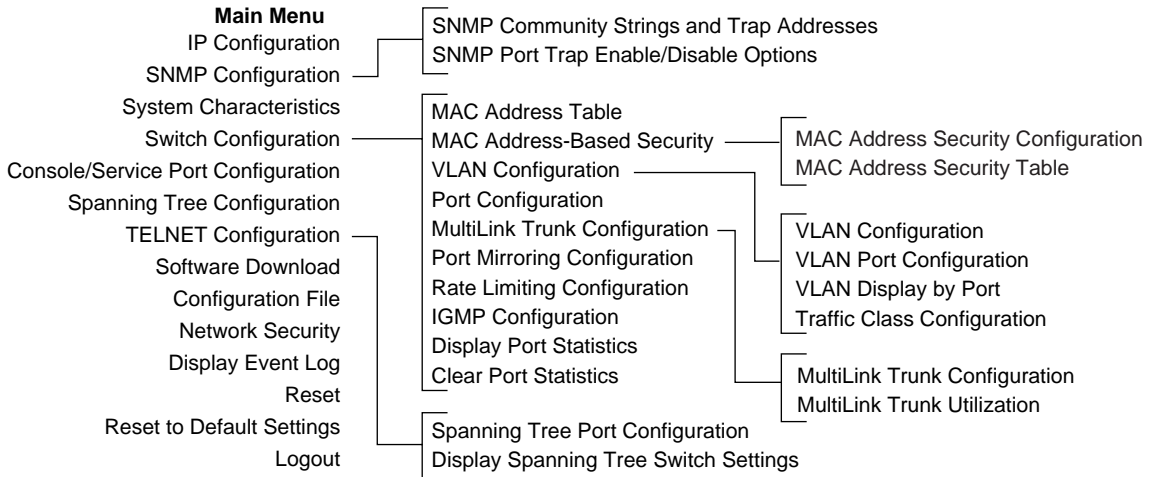 Main Menu
IP Configuration
SNMP Configuration
System Characteristics
Switch Configuration
Console/Service Port Configuration
Spanning Tree Configuration
TELNET Configuration
Software Download
Configuration File
Network Security
Display Event Log
Reset
Reset to Default Settings
Logout
SNMP Community Strings and Trap Addresses
SNMP Port Trap Enable/Disable Options
MAC Address Table
MAC Address-Based Security
VLAN Configuration
Port Configuration
MultiLink Trunk Configuration
Port Mirroring Configuration
Rate Limiting Configuration
IGMP Configuration
Display Port Statistics
Clear Port Statistics
Spanning Tree Port Configuration
Display Spanning Tree Switch Settings
MAC Address Security Configuration
MAC Address Security Table
VLAN Configuration
VLAN Port Configuration
VLAN Display by Port
Traffic Class Configuration
MultiLink Trunk Configuration
MultiLink Trunk Utilization